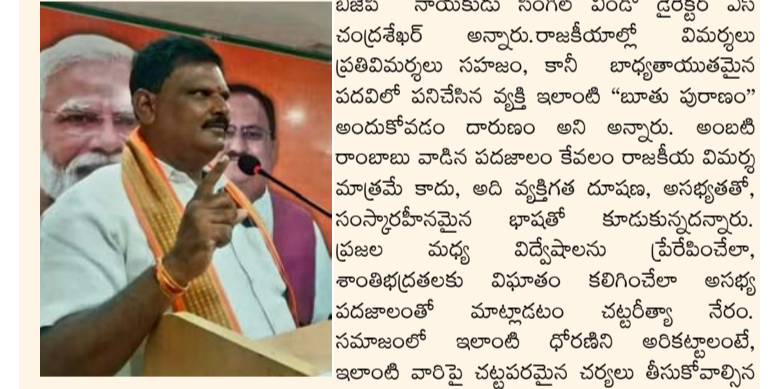 బిజెపి నాయకుడు సింగిల్ విండో డైరెక్టర్ ఎస్
చంద్రశేఖర్ అన్నారు.రాజకీయాల్లో విమర్శలు
ప్రతివిమర్శలు సహజం, కానీ బాధ్యతాయుతమైన
పదవిలో పనిచేసిన వ్యక్తి ఇలాంటి “బూతు పురాణం”
అందుకోవడం దారుణం అని అన్నారు. అంబటి
రాంబాబు వాడిన పదజాలం కేవలం రాజకీయ విమర్శ
మాత్రమే కాదు, అది వ్యక్తిగత దూషణ, అసభ్యతతో,
సంస్కారహీనమైన భాషతో కూడుకున్నదన్నారు.
ప్రజల మధ్య విద్వేషాలను ప్రేరేపించేలా,
శాంతిభద్రతలకు విఘాతం కలిగించేలా అసభ్య
పదజాలంతో మాట్లాడటం చట్టరీత్యా నేరం.
సమాజంలో ఇలాంటి ధోరణిని అరికట్టాలంటే,
ఇలాంటి వారిపై చట్టపరమైన చర్యలు తీసుకోవాల్సిన